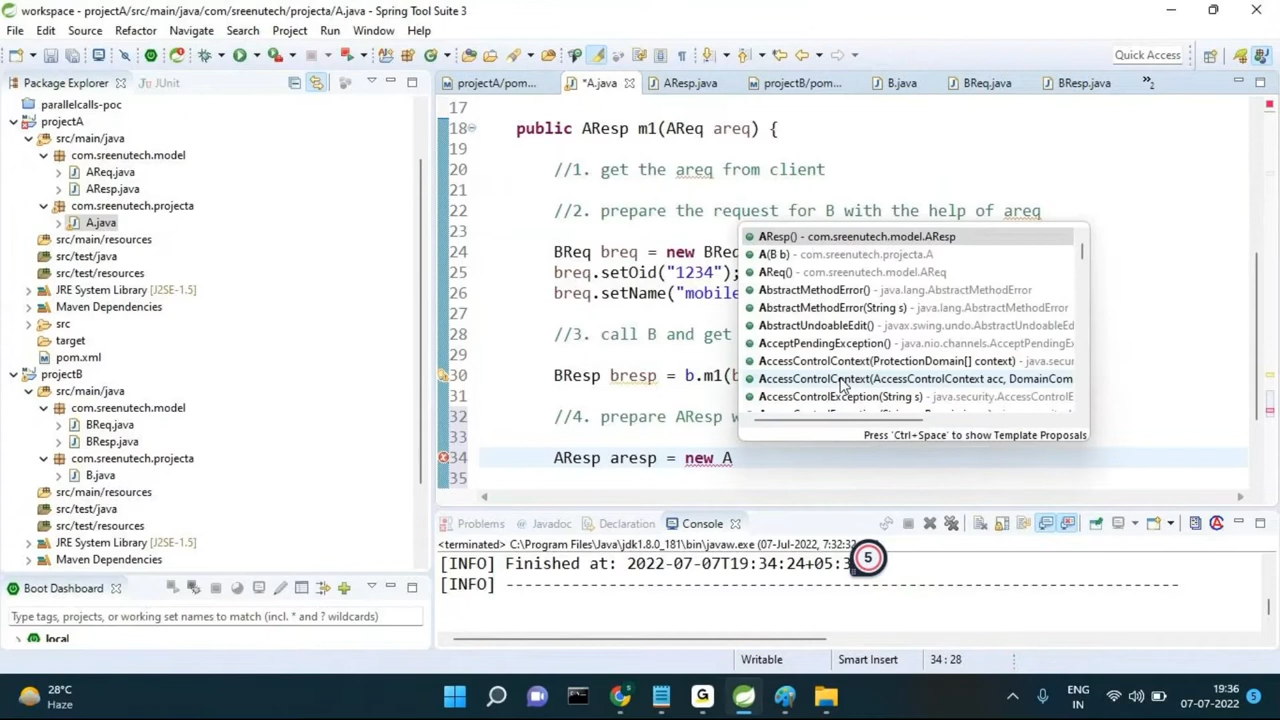 workspace - projectA/src/main/java/com/sreenutech/projecta/A.java - Spring Tool Suite 3
File Edit Source Refactor Navigate Search Project Run Window Help
Quick Access
Package Explorer
JUnit
projectA/pom...
*A.java
AResp.java
projectB/pom...
B.java
BReq.java
BResp.java
»2
parallelcalls-poc
projectA
src/main/java
com.sreenutech.model
AReq.java
AResp.java
com.sreenutech.projecta
A.java
src/main/resources
src/test/java
src/test/resources
JRE System Library [J2SE-1.5]
Maven Dependencies
src
target
pom.xml
projectB
src/main/java
com.sreenutech.model
BReq.java
BResp.java
com.sreenutech.projecta
B.java
src/main/resources
src/test/java
src/test/resources
JRE System Library [J2SE-1.5]
Maven Dependencies
17
18 public AResp m1(AReq areq) {
19
20 //1. get the areq from client
21
22 //2. prepare the request for B with the help of areq
24 BReq breq = new BReq
25 breq.setOid("1234");
26 breq.setName("mobile
28 //3. call B and get
29
30 BResp bresp = b.m1(b
31
32 //4. prepare AResp w
33
34 AResp aresp = new A
35
AResp() - com.sreenutech.model.AResp
A(B b) - com.sreenutech.projecta.A
AReq() - com.sreenutech.model.AReq
AbstractMethodError() - java.lang.AbstractMethodError
AbstractMethodError(String s) - java.lang.AbstractMethodError
AbstractUndoableEdit() - javax.swing.undo.AbstractUndoableEd
AcceptPendingException() - java.nio.channels.AcceptPendingEx
AccessControlContext(ProtectionDomain[] context) - java.secur
AccessControlContext(AccessControlContext acc, DomainCom
AccessControlException(String s) - java.security.AccessControlE
Press 'Ctrl+Space' to show Template Proposals
Problems
Javadoc
Declaration
Console
<terminated> C:\Program Files\Java\jdk1.8.0_181\bin\javaw.exe (07-Jul-2022, 7:32:32
[INFO] Finished at: 2022-07-07T19:34:24+05:3
5
[INFO] ------------------------------------------------------------------------
Boot Dashboard
Type tags, projects, or working set names to match (incl. * and ? wildcards)
local
Writable
Smart Insert
34 : 28
28°C
Haze
ENG
IN
19:36
07-07-2022
5